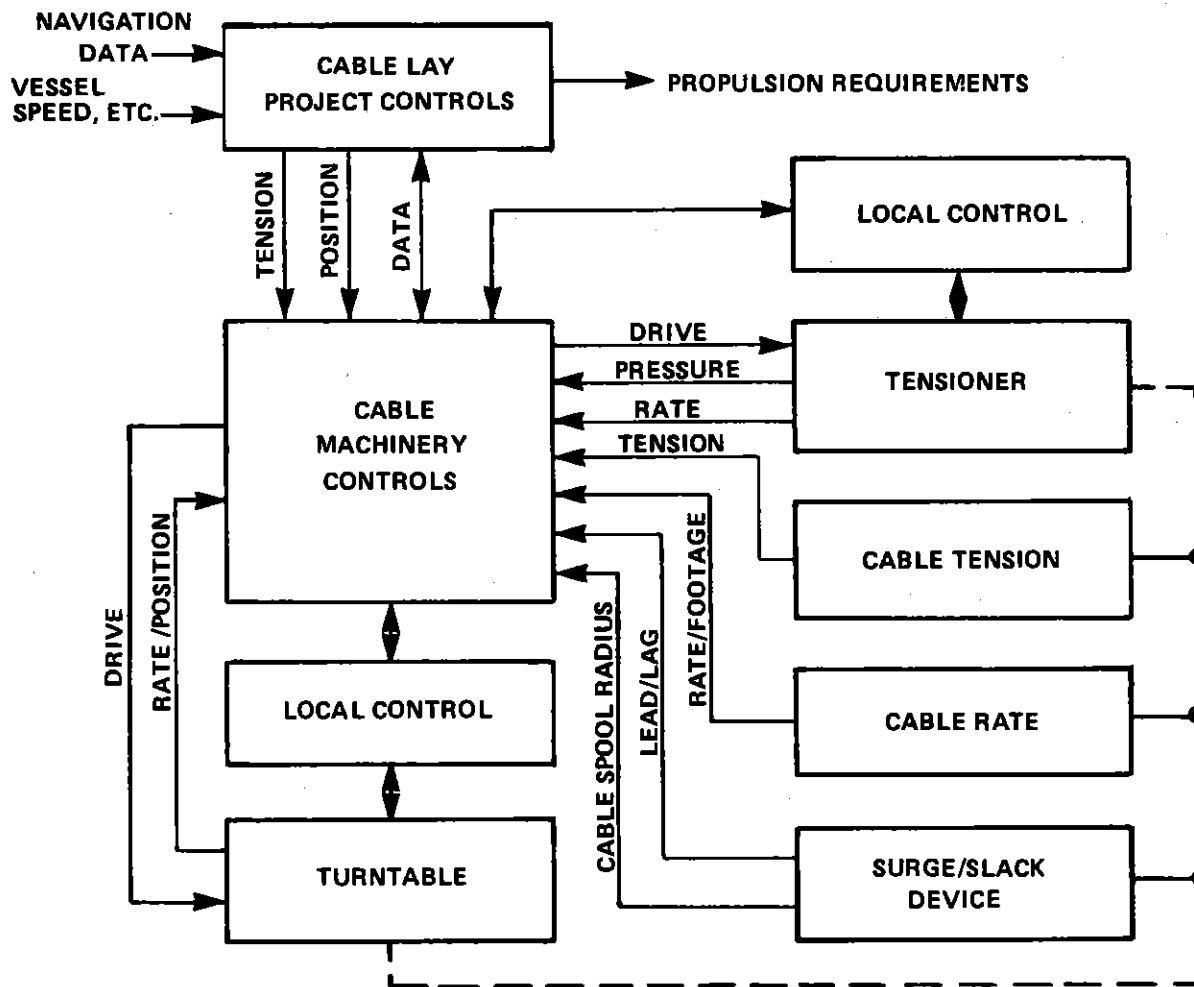 NAVIGATION
DATA
VESSEL
SPEED, ETC.
CABLE LAY
PROJECT CONTROLS
PROPULSION REQUIREMENTS
TENSION
POSITION
DATA
LOCAL CONTROL
DRIVE
PRESSURE
RATE
TENSION
TENSIONER
CABLE
MACHINERY
CONTROLS
CABLE TENSION
DRIVE
RATE/POSITION
CABLE SPOOL RADIUS
LEAD/LAG
RATE/FOOTAGE
LOCAL CONTROL
CABLE RATE
TURNTABLE
SURGE/SLACK
DEVICE